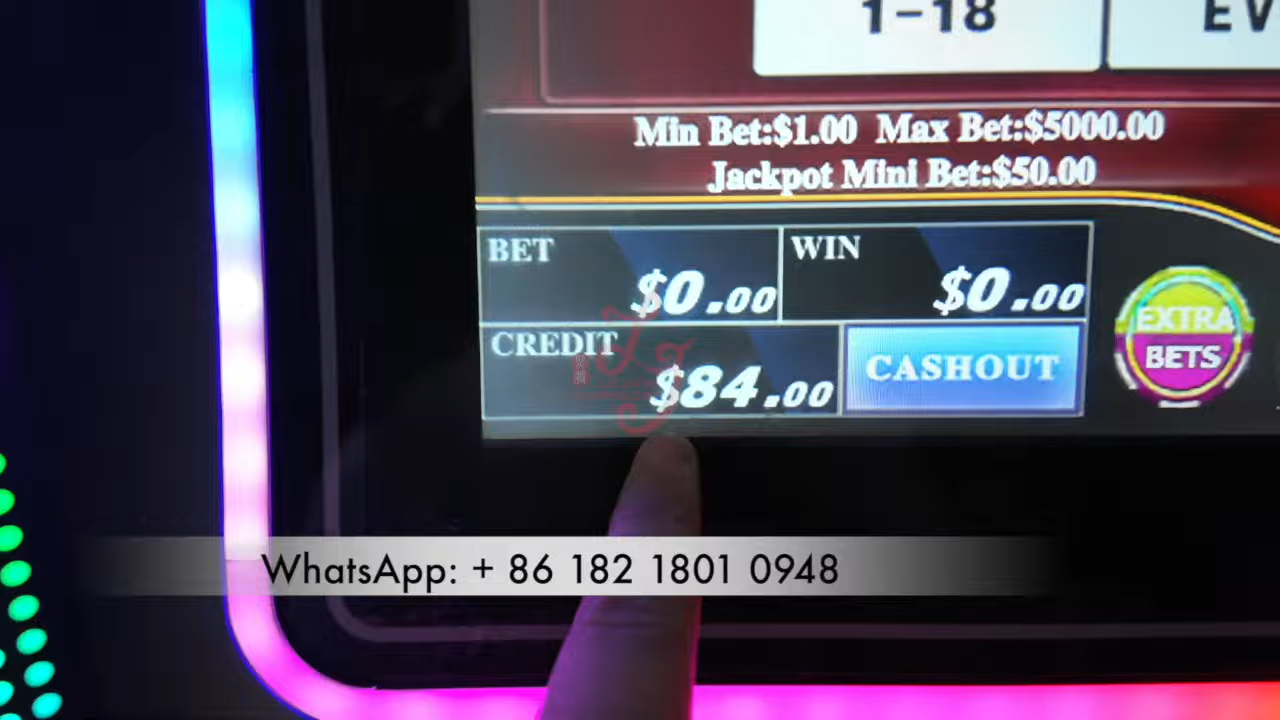 1-18 EV
Min Bet:$1.00 Max Bet:$5000.00
Jackpot Mini Bet:$50.00
BET WIN
$0.00 $0.00
CREDIT
$84.00 CASHOUT
EXTRA
BETS
WhatsApp: + 86 182 1801 0948